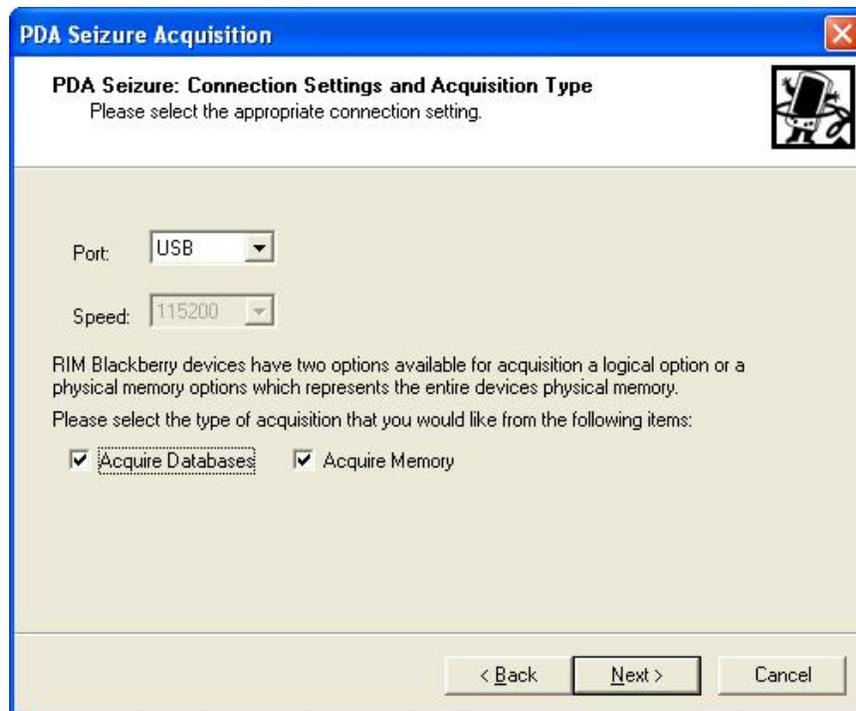 PDA Seizure Acquisition
PDA Seizure: Connection Settings and Acquisition Type
Please select the appropriate connection setting.
Port: USB
Speed: 115200
RIM Blackberry devices have two options available for acquisition a logical option or a
physical memory options which represents the entire devices physical memory.
Please select the type of acquisition that you would like from the following items:
Acquire Databases Acquire Memory
< Back Next > Cancel